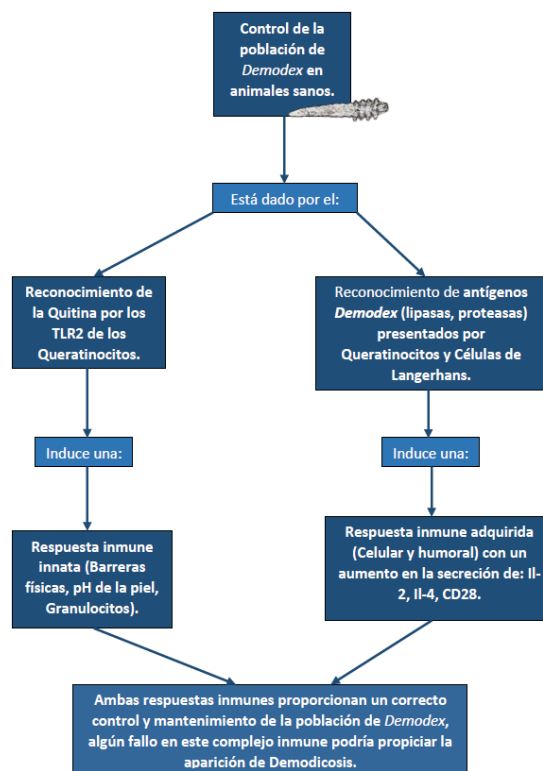 Control de la
población de
Demodex en
animales sanos.
Está dado por el:
Reconocimiento de
la Quitina por los
TLR2 de los
Queratinocitos.
Reconocimiento de antígenos
Demodex (lipasas, proteasas)
presentados por
Queratinocitos y Células de
Langerhans.
Induce una:
Induce una:
Respuesta inmune
innata (Barreras
físicas, pH de la piel,
Granulocitos).
Respuesta inmune adquirida
(Celular y humoral) con un
aumento en la secreción de: Il-
2, Il-4, CD28.
Ambas respuestas inmunes proporcionan un correcto
control y mantenimiento de la población de Demodex,
algún fallo en este complejo inmune podría propiciar la
aparición de Demodicosis.